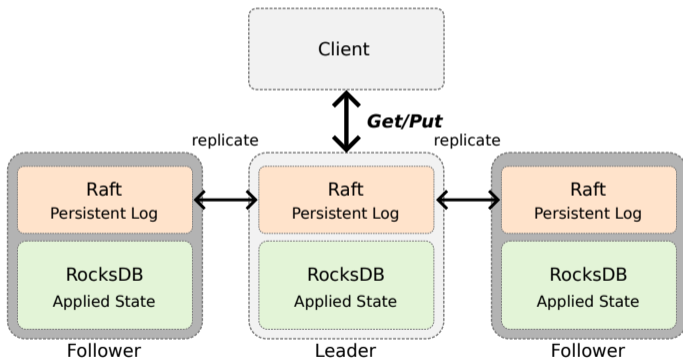 Client
Get/Put
replicate
replicate
Raft
Persistent Log
Raft
Persistent Log
Raft
Persistent Log
RocksDB
Applied State
RocksDB
Applied State
RocksDB
Applied State
Follower
Leader
Follower